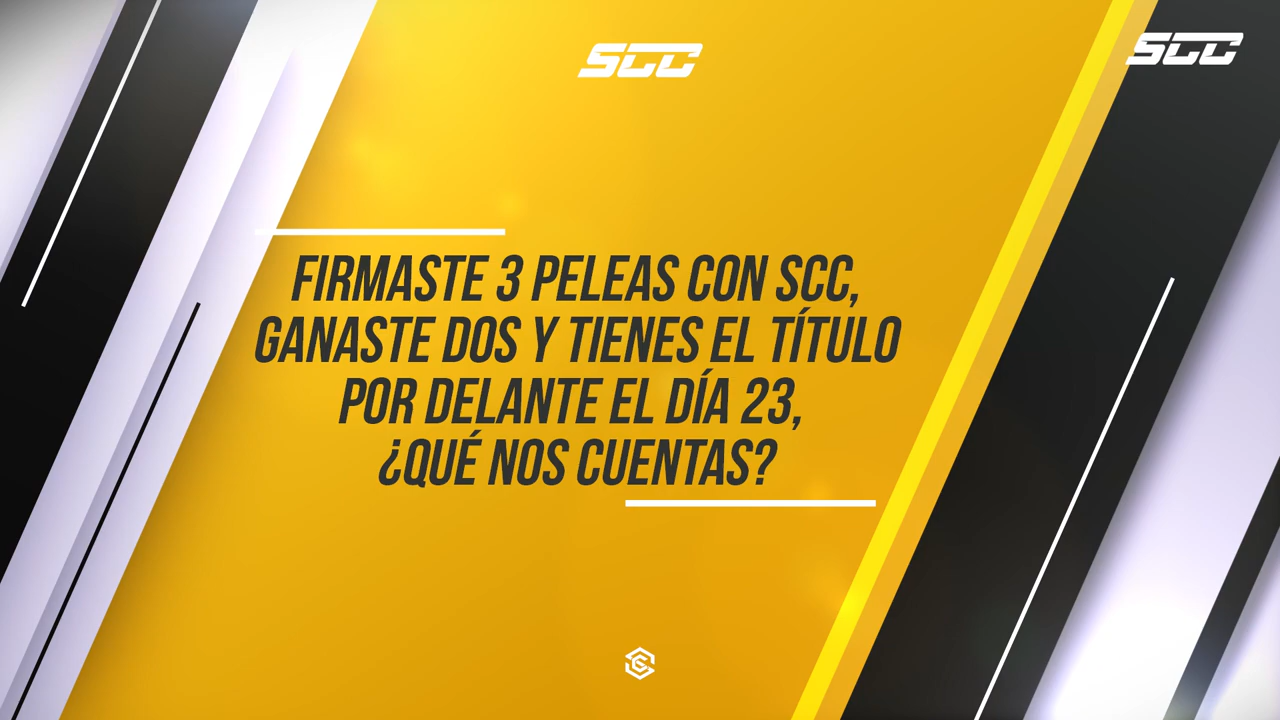 SCC
SCC
FIRMASTE 3 PELEAS CON SCC,
GANASTE DOS Y TIENES EL TÍTULO
POR DELANTE EL DÍA 23,
¿QUÉ NOS CUENTAS?